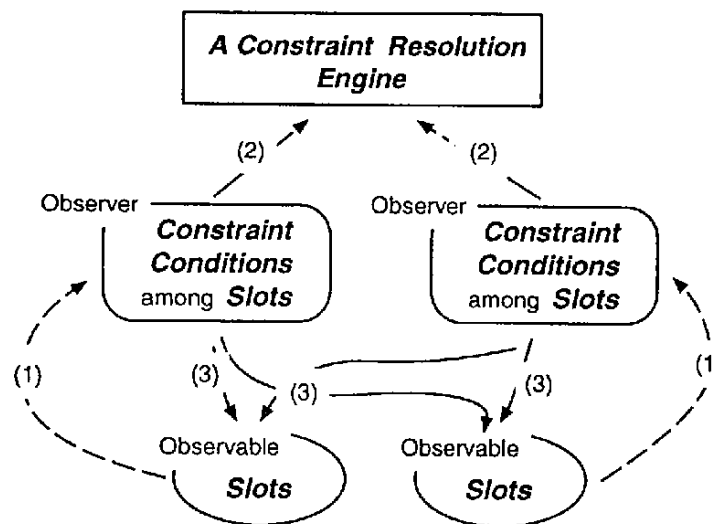 A Constraint Resolution
Engine
(2)
(2)
Observer
Observer
Constraint
Conditions
among Slots
Constraint
Conditions
among Slots
(1)
(3)
(3)
(3)
(1
Observable
Observable
Slots
Slots